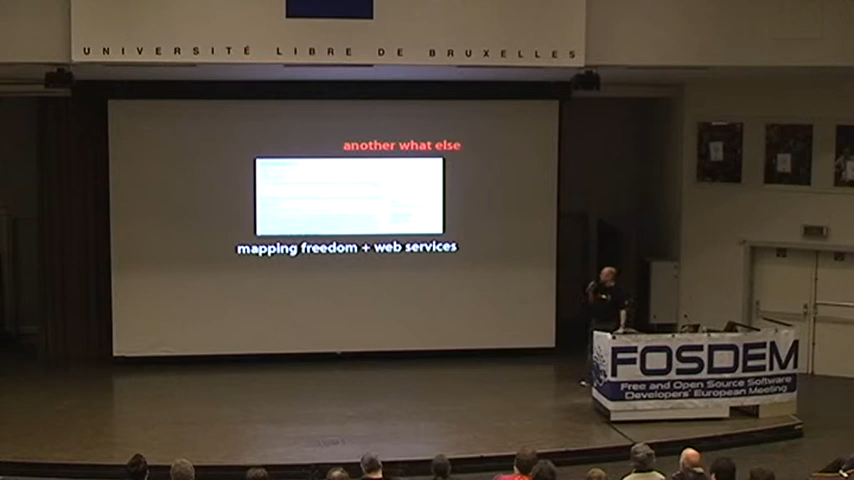 UNIVERSITÉ LIBRE DE BRUXELLES
another what else
mapping freedom + web services
FOSDEM
Free and Open Source Software
Developers' European Meeting